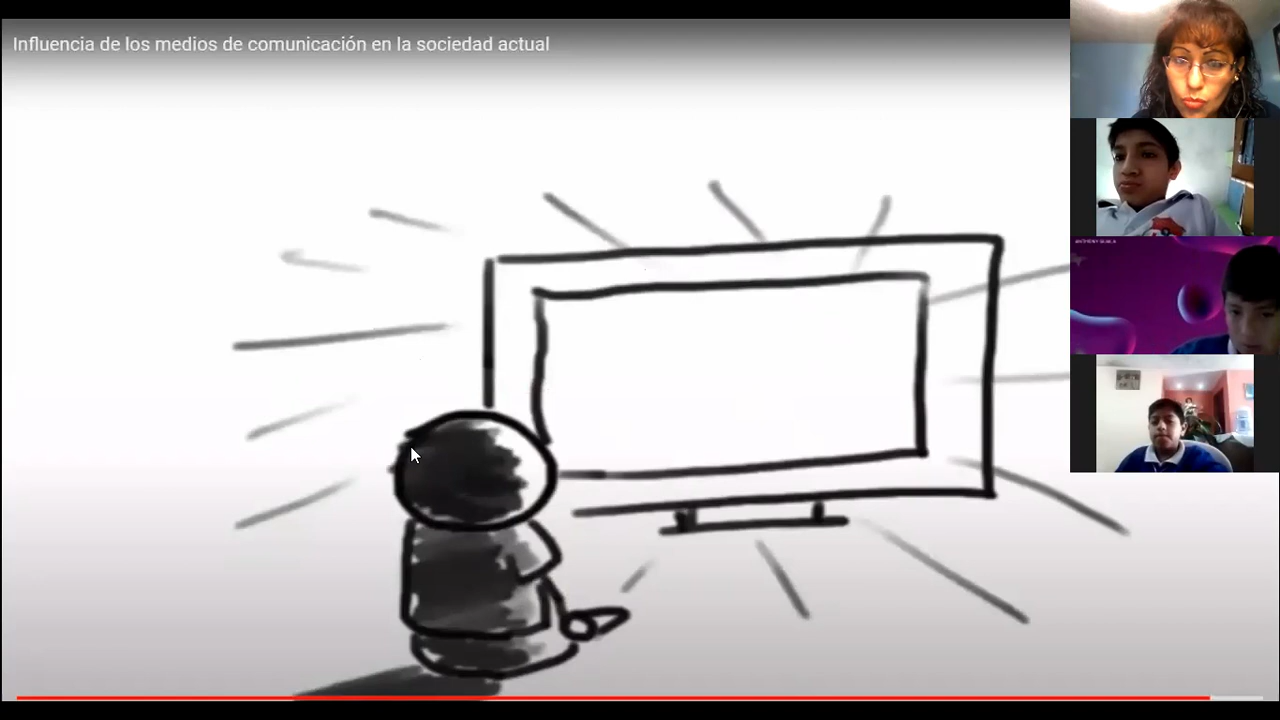 Influencia de los medios de comunicación en la sociedad actual